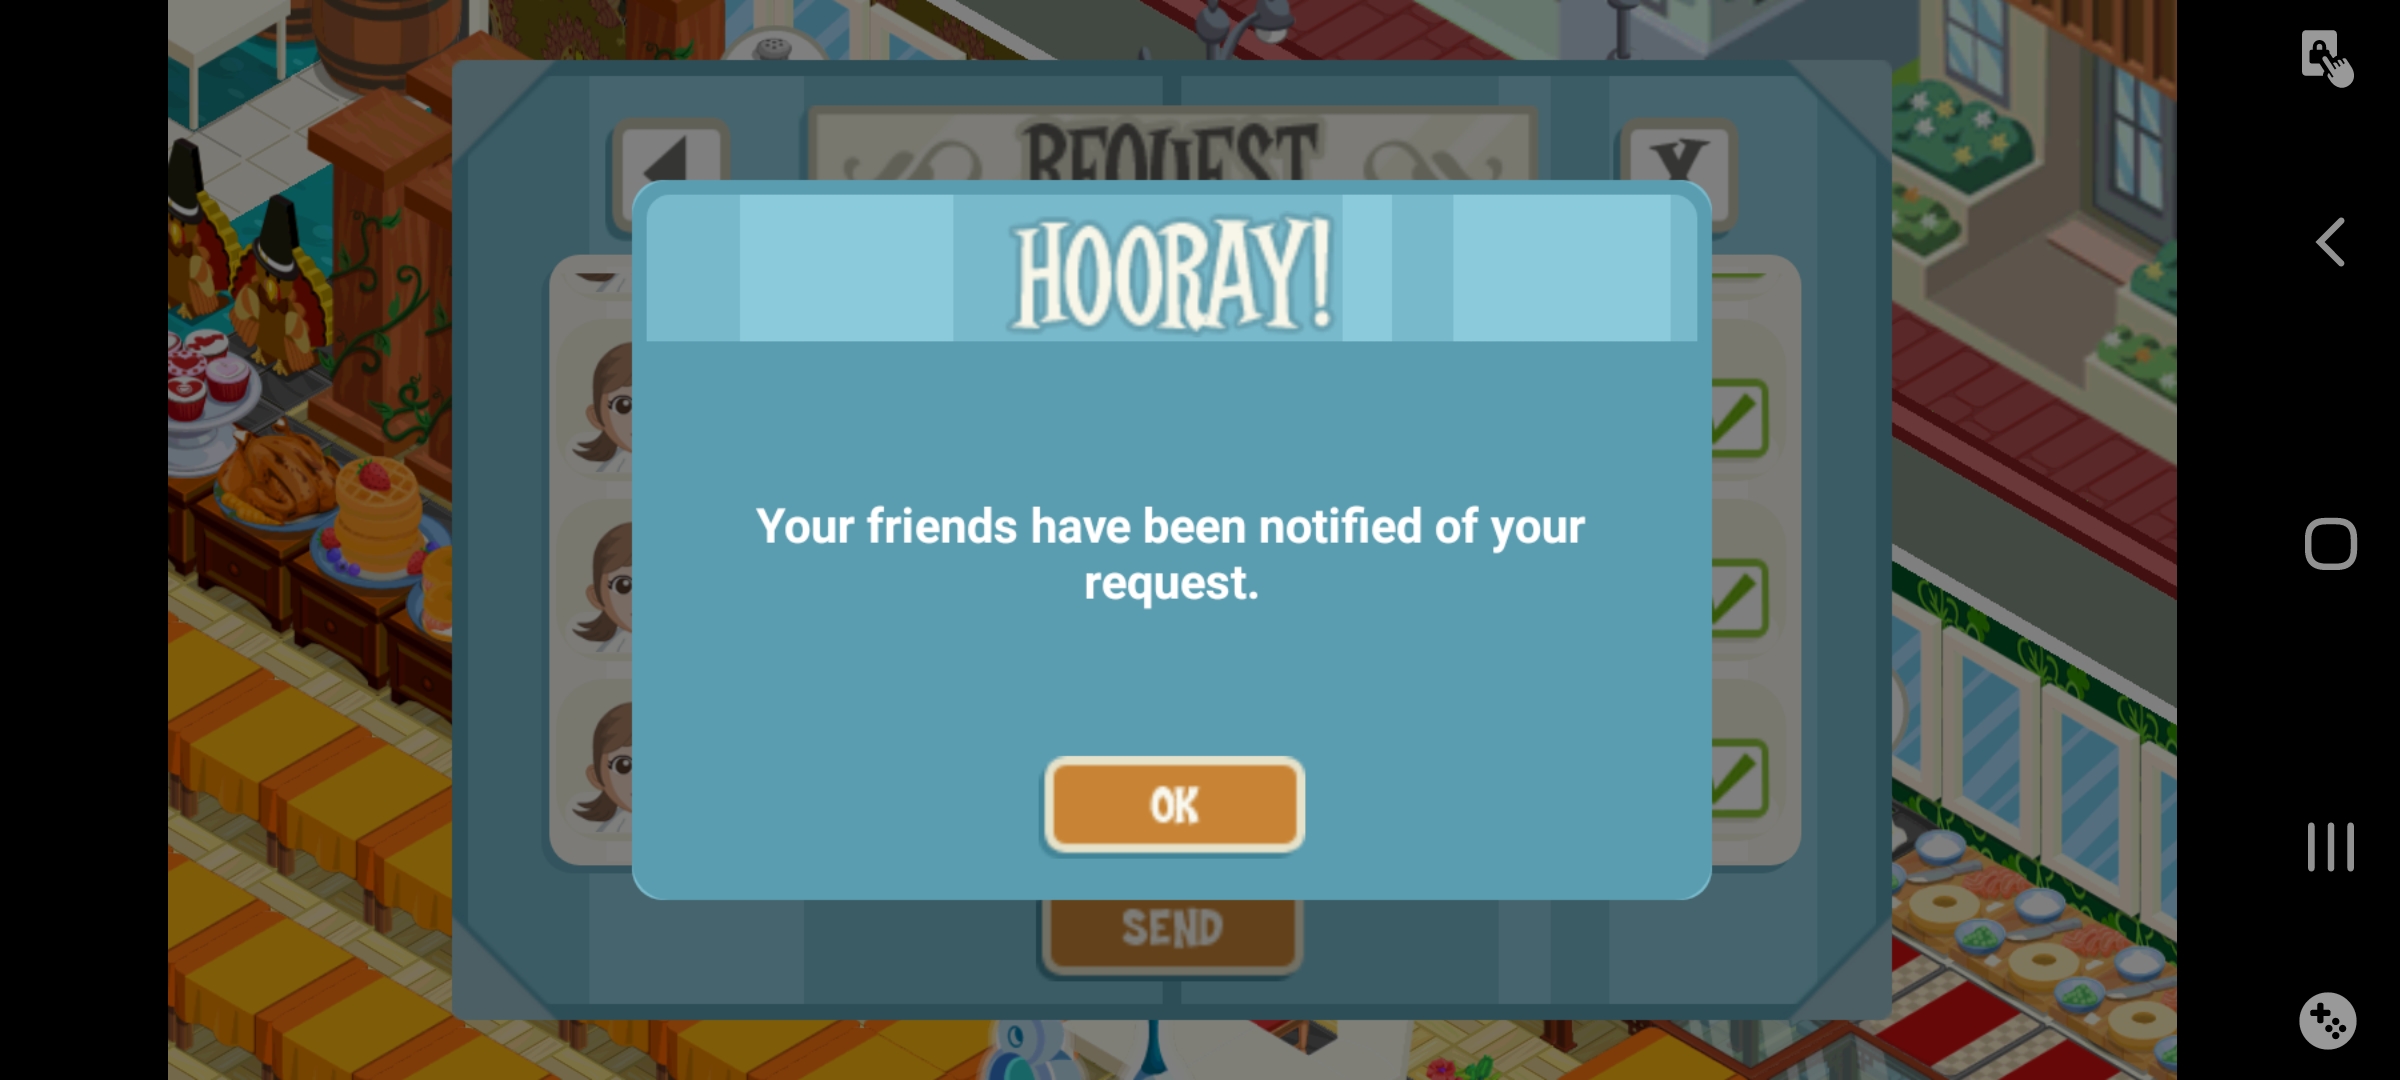 REQUEST
X
HOORAY!
Your friends have been notified of your
request.
OK
SEND